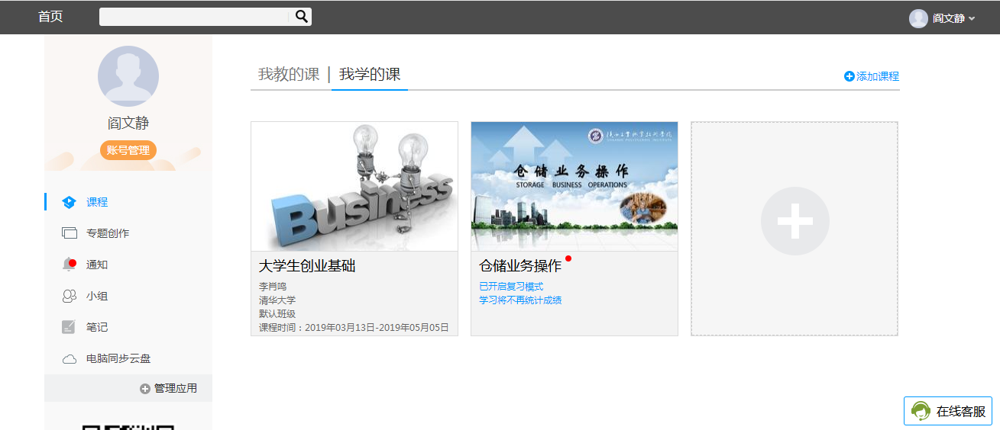 首页
阎文静
阎文静
账号管理
课程
专题创作
通知
小组
笔记
电脑同步云盘
管理应用
我教的课
我学的课
添加课程
Business
大学生创业基础
李肖鸣
清华大学
默认班级
课程时间：2019年03月13日-2019年05月05日
仓储业务操作
STORAGE BUSINESS OPERATIONS
仓储业务操作
已开启复习模式
学习将不再统计成绩
在线客服